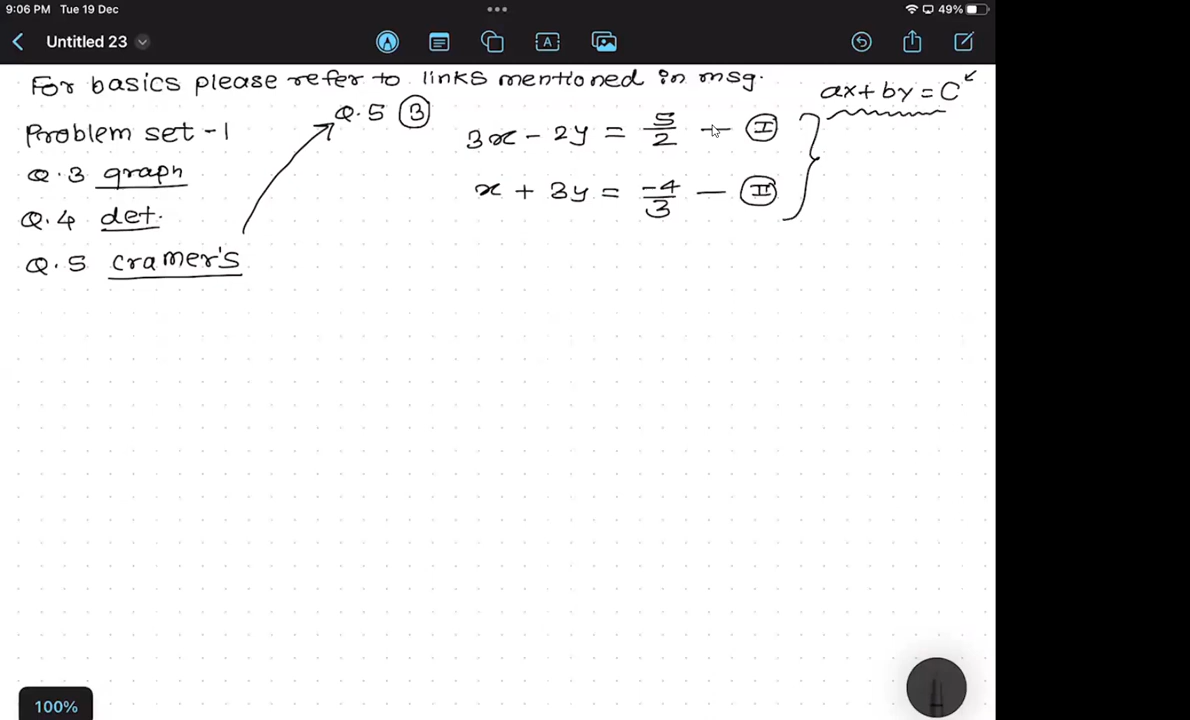 9:06 PM Tue 19 Dec
49%
Untitled 23
For basics please refer to links mentioned in msg.
ax + by = C
Q.5 ③
Problem set - 1
3x - 2y = 5/2 — Ⓘ
Q.3 graph
x + 3y = -4/3 — Ⓘⓘ
Q.4 det.
Q.5 cramer's
100%